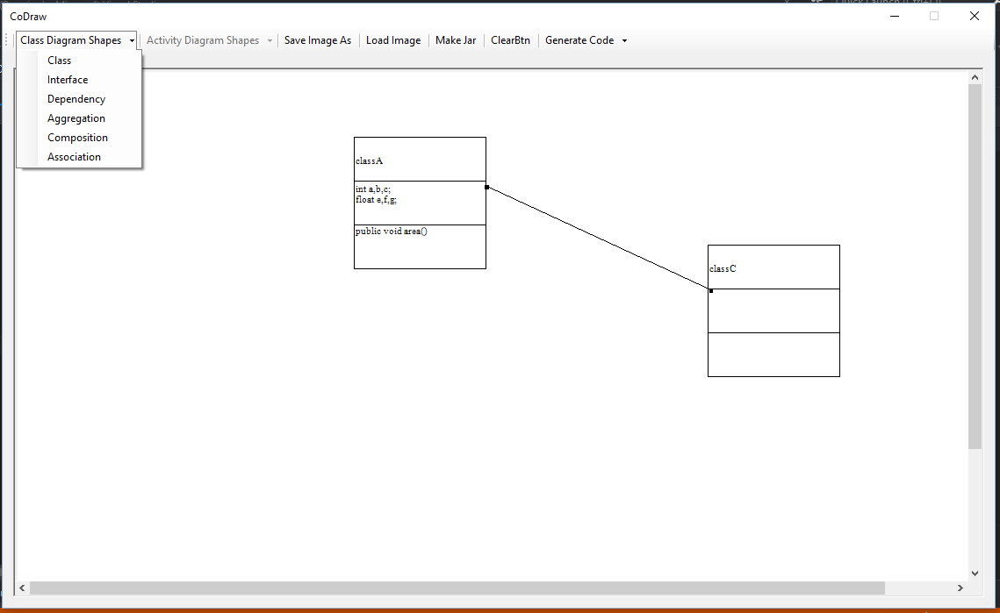 CoDraw
Class Diagram Shapes Activity Diagram Shapes Save Image As Load Image Make Jar ClearBtn Generate Code
Class
Interface
Dependency
Aggregation
Composition
Association
classA
int a,b,c;
float e,f,g;
public void area()
classC